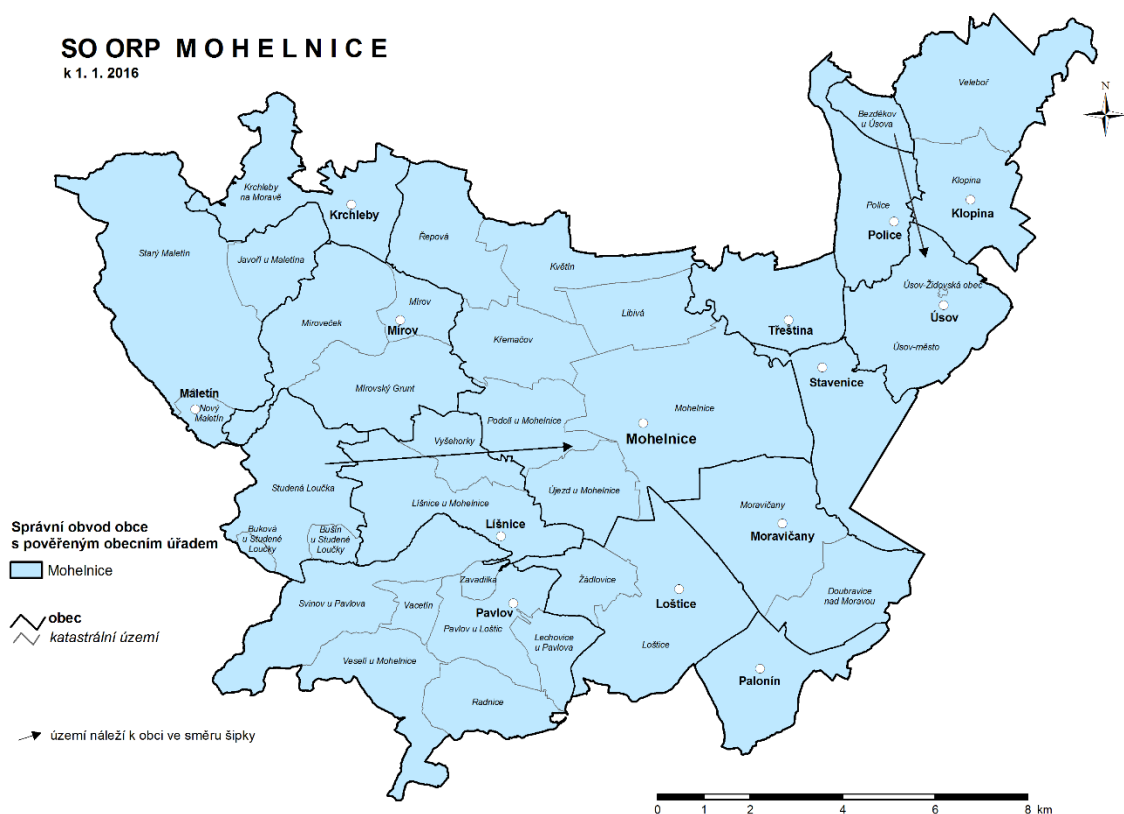 SO ORP M O H E L N I C E
k 1. 1. 2016
N
Veleboř
Bezděkov
u Úsova
Krchleby
na Moravě
Klopina
Klopina
Krchleby
Police
Police
Řepová
Starý Maletín
Javoří u Maletína
Květín
Úsov-Židovská obec
Úsov
Mírov
Mírov
Míroveček
Libivá
Třeština
Křemačov
Úsov-město
Stavenice
Mírovský Grunt
Maletín
Nový
Maletín
Podolí u Mohelnice
Mohelnice
Mohelnice
Vyšehorky
Studená Loučka
Újezd u Mohelnice
Líšnice u Mohelnice
Moravičany
Moravičany
Líšnice
Buková
u Studené
Loučky
Bušín
u Studené
Loučky
Správní obvod obce
s pověřeným obecním úřadem
Mohelnice
Zavadilka
Žádlovice
Loštice
Doubravice
nad Moravou
Svinov u Pavlova
Vacetín
Pavlov
Pavlov u Loštic
Lechovice
u Pavlova
Loštice
obec
katastrální území
Veselí u Mohelnice
Palonín
Radnice
území náleží k obci ve směru šipky
0 1 2 4 6 8 km